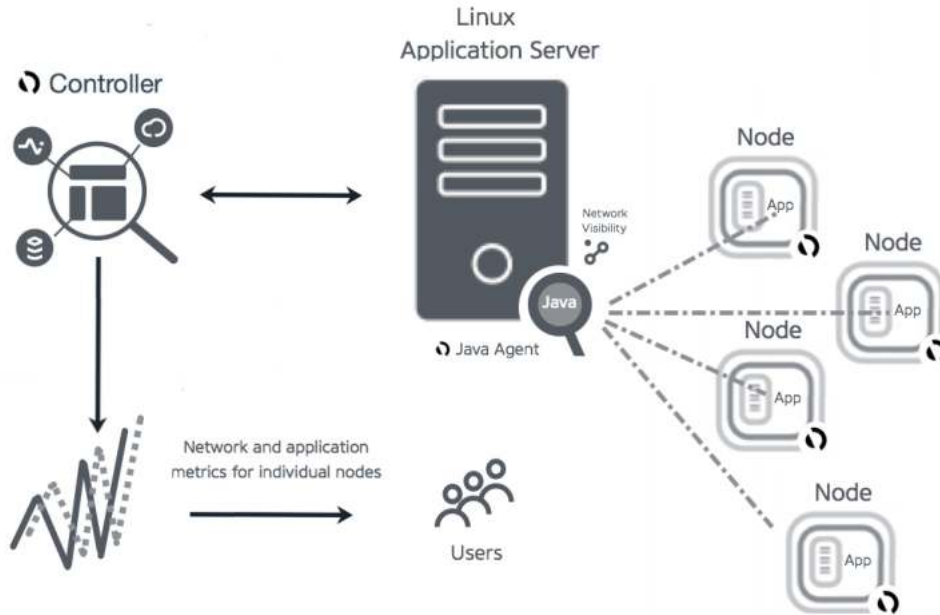 Linux
Application Server
Controller
Node
App
Network
Visibility
Node
App
Java
Java Agent
Node
App
Network and application
metrics for individual nodes
Users
Node
App